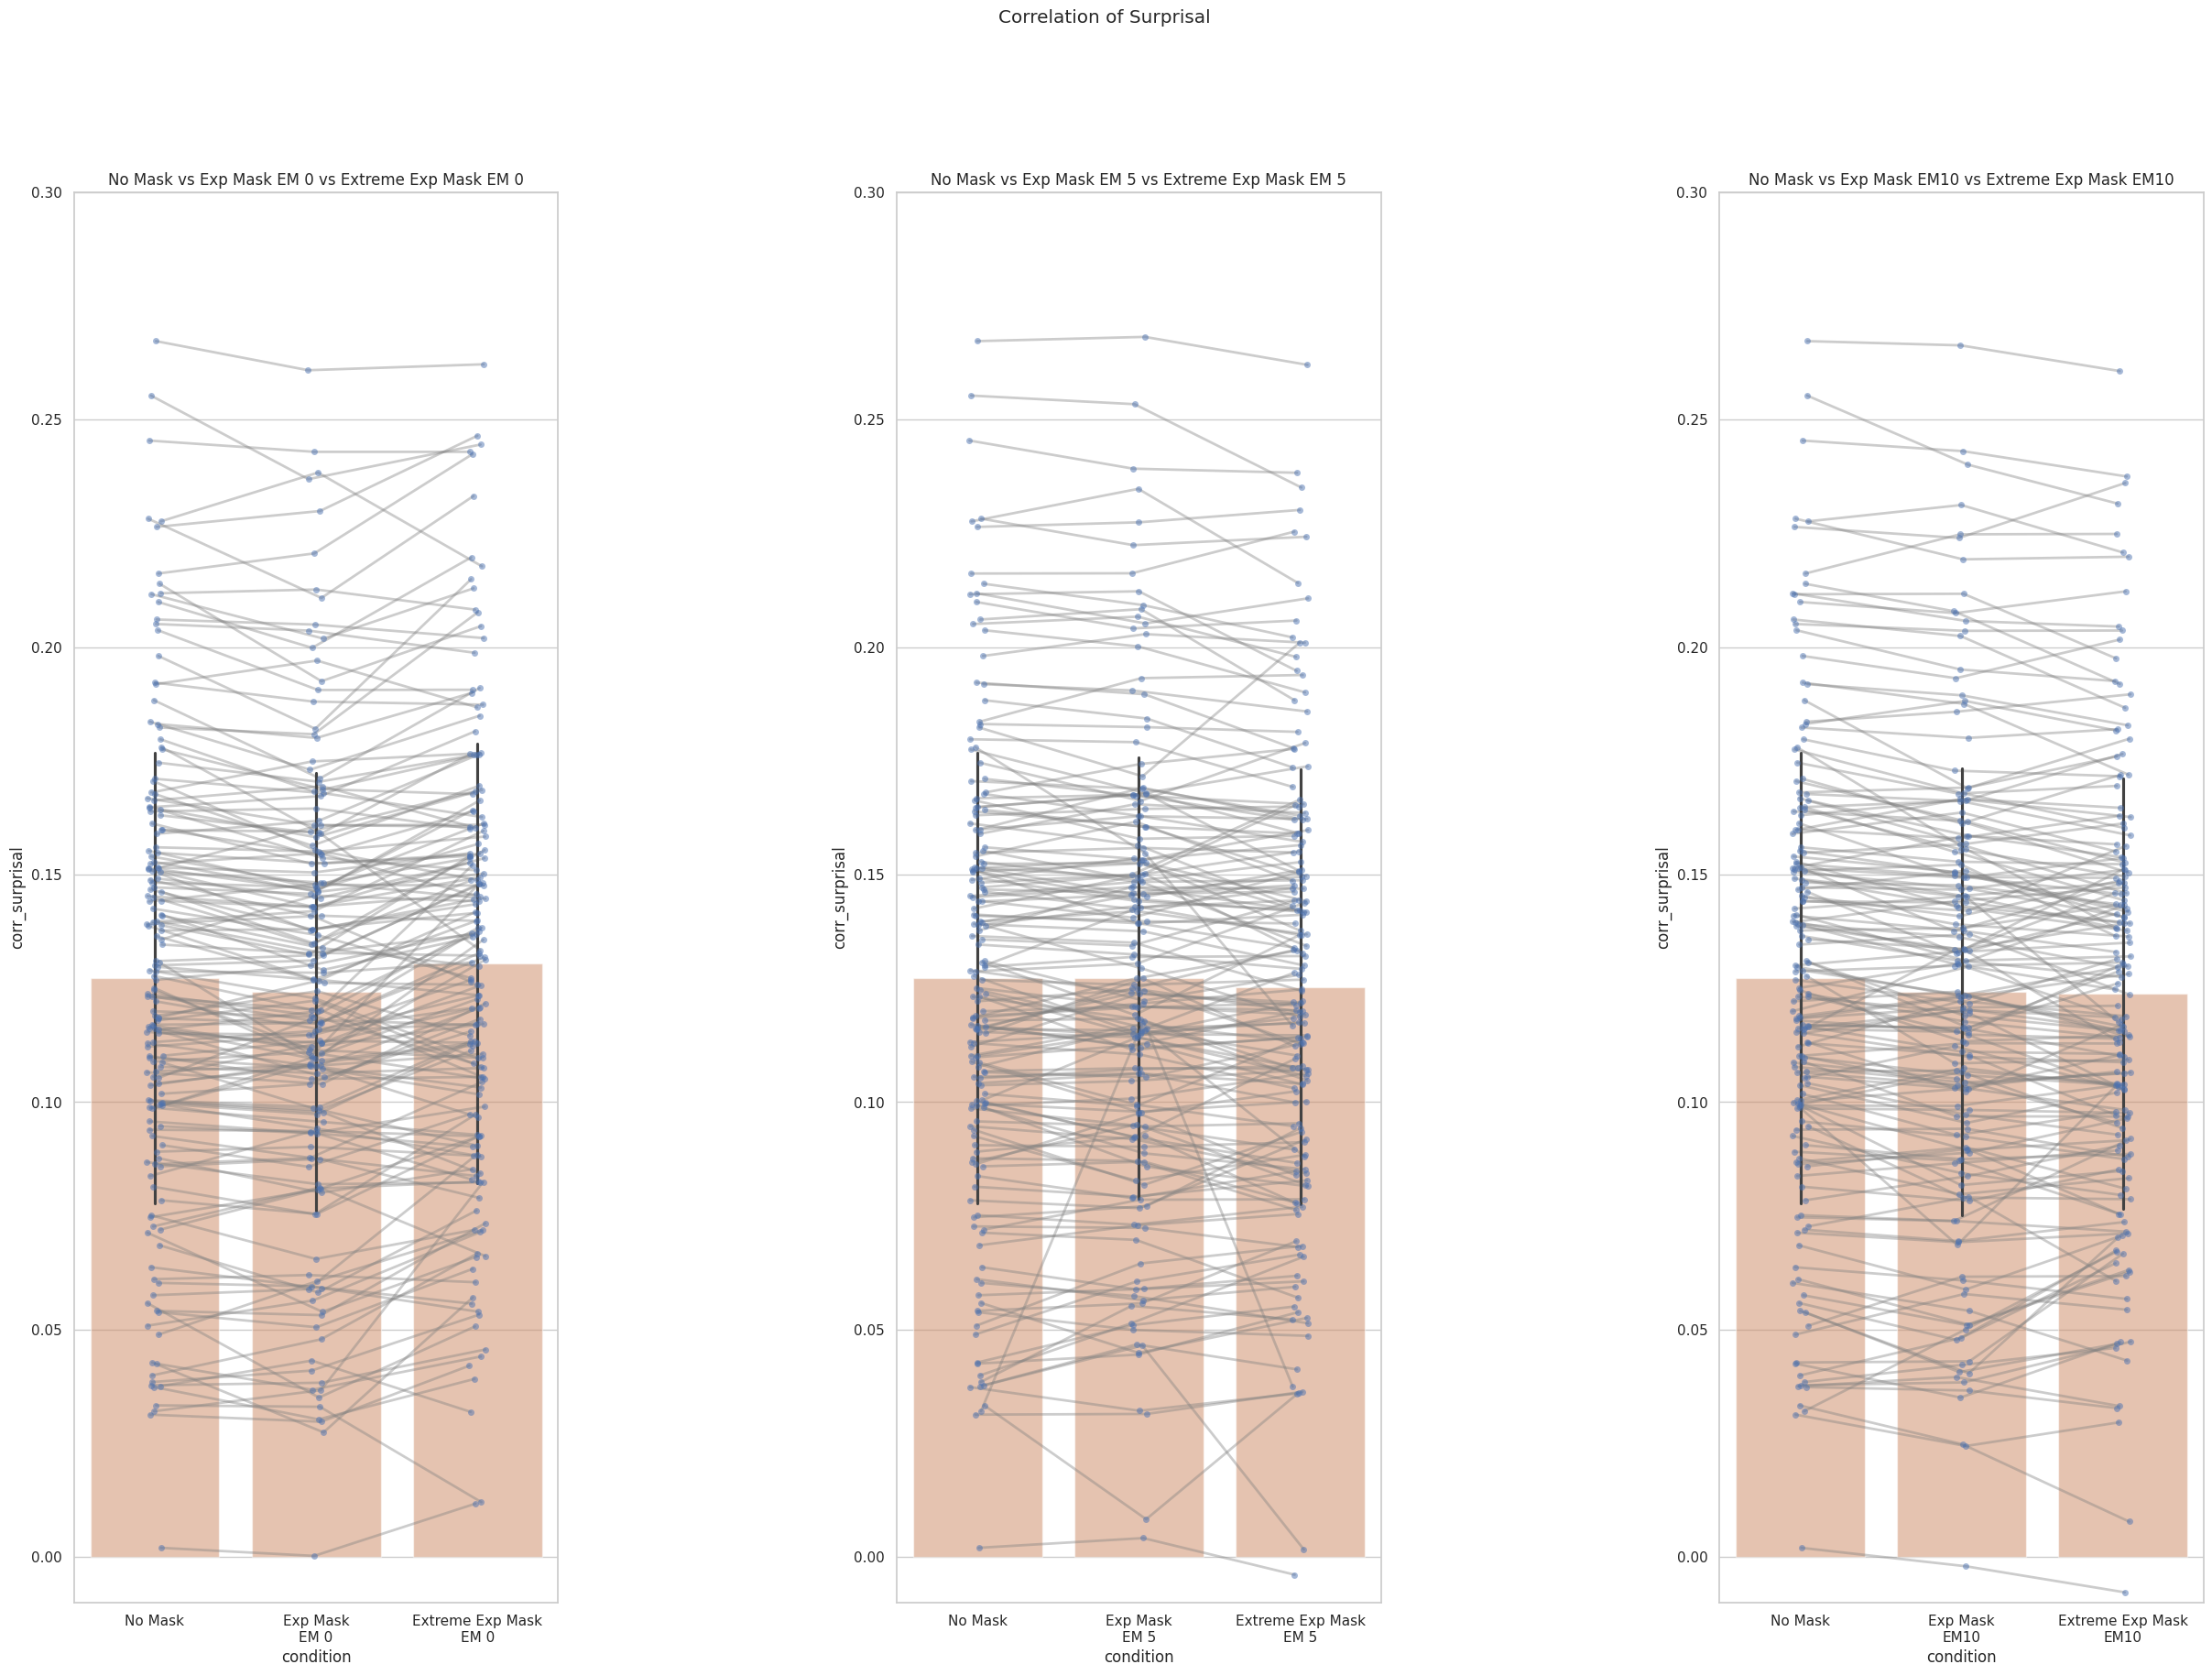 Correlation of Surprisal
No Mask vs Exp Mask EM 0 vs Extreme Exp Mask EM 0
0.30
0.25
0.20
0.15
0.10
0.05
0.00
corr_surprisal
No Mask
Exp Mask
EM 0
Extreme Exp Mask
EM 0
condition
No Mask vs Exp Mask EM 5 vs Extreme Exp Mask EM 5
0.30
0.25
0.20
0.15
0.10
0.05
0.00
corr_surprisal
No Mask
Exp Mask
EM 5
Extreme Exp Mask
EM 5
condition
No Mask vs Exp Mask EM10 vs Extreme Exp Mask EM10
0.30
0.25
0.20
0.15
0.10
0.05
0.00
corr_surprisal
No Mask
Exp Mask
EM10
Extreme Exp Mask
EM10
condition